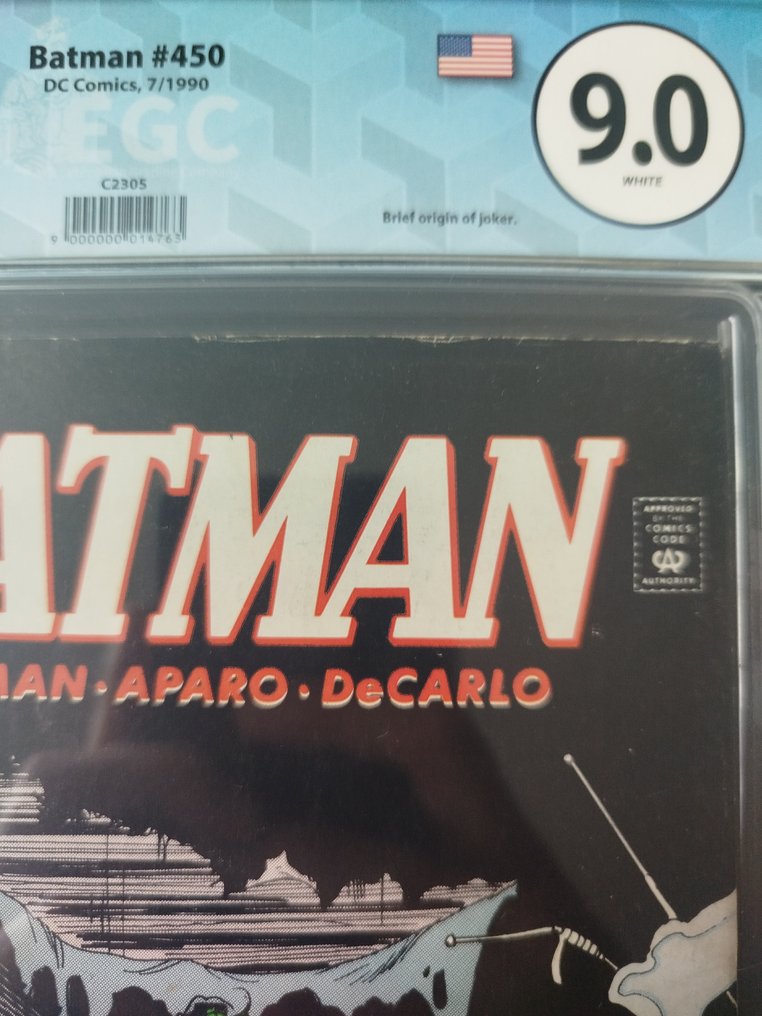 Batman #450
DC Comics, 7/1990
EGC
C2305
9 000000 014763
Brief origin of joker.
9.0
WHITE
ATMAN
APPROVED
BY THE
COMICS
CODE
CA
AUTHORITY
MAN · APARO · DeCARLO